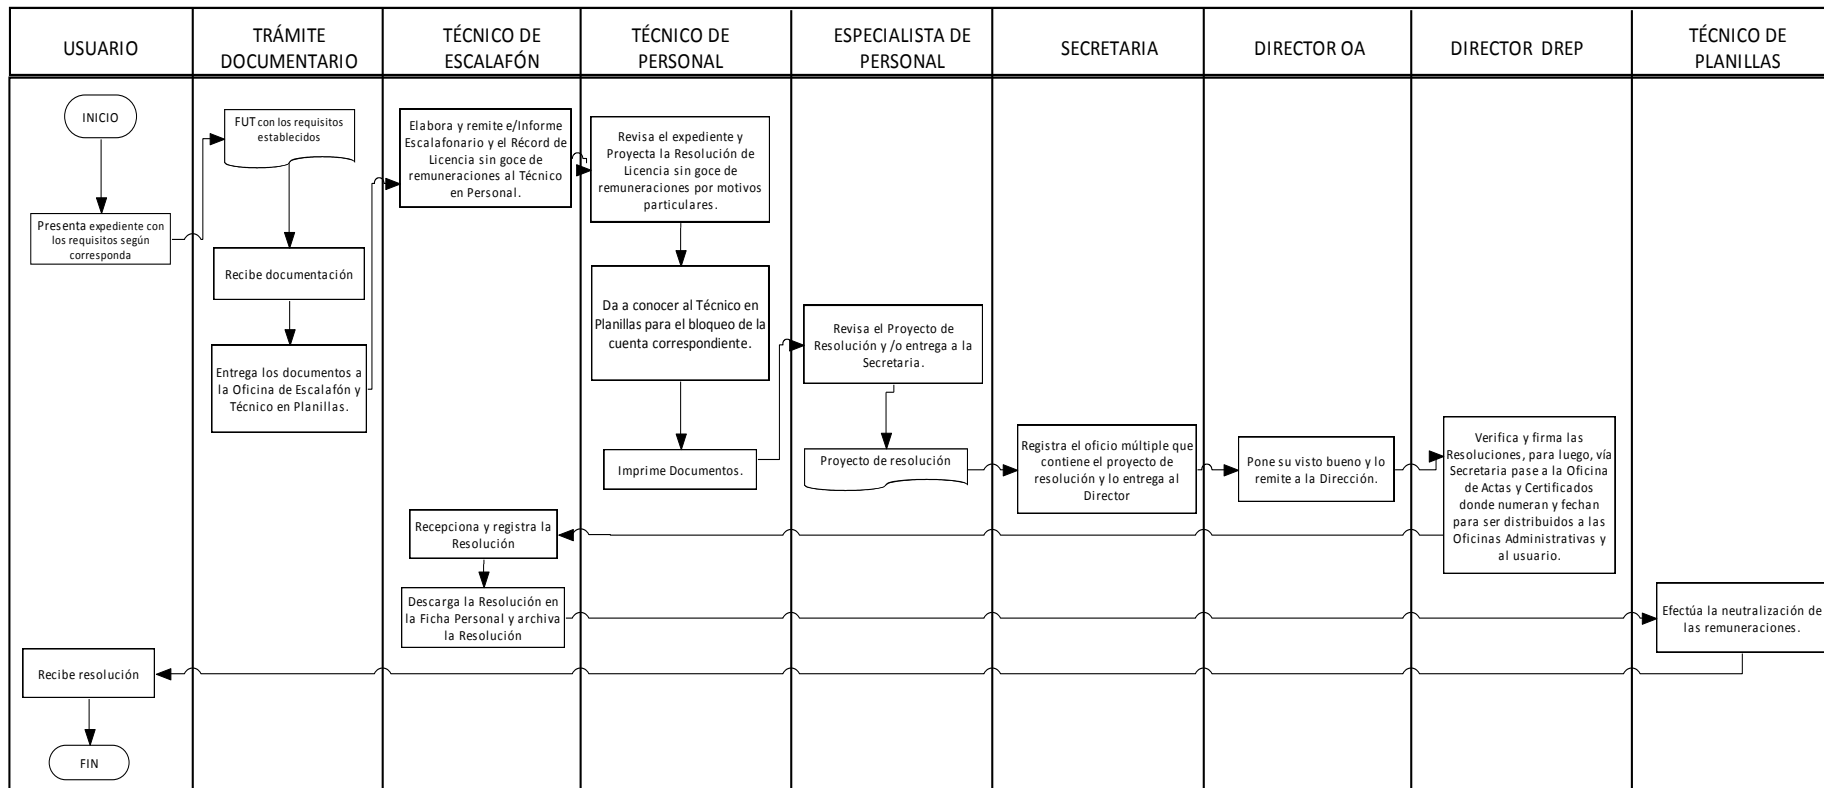 USUARIO
TRÁMITE
DOCUMENTARIO
TÉCNICO DE
ESCALAFÓN
TÉCNICO DE
PERSONAL
ESPECIALISTA DE
PERSONAL
SECRETARIA
DIRECTOR OA
DIRECTOR DREP
TÉCNICO DE
PLANILLAS
INICIO
Presenta expediente con
los requisitos según
corresponda
FUT con los requisitos
establecidos
Recibe documentación
Entrega los documentos a
la Oficina de Escalafón y
Técnico en Planillas.
Elabora y remite e/Informe
Escalafonario y el Récord de
Licencia sin goce de
remuneraciones al Técnico
en Personal.
Revisa el expediente y
Proyecta la Resolución de
Licencia sin goce de
remuneraciones por motivos
particulares.
Da a conocer al Técnico en
Planillas para el bloqueo de la
cuenta correspondiente.
Imprime Documentos.
Revisa el Proyecto de
Resolución y /o entrega a la
Secretaria.
Proyecto de resolución
Registra el oficio múltiple que
contiene el proyecto de
resolución y lo entrega al
Director
Pone su visto bueno y lo
remite a la Dirección.
Verifica y firma las
Resoluciones, para luego, vía
Secretaria pase a la Oficina
de Actas y Certificados
donde numeran y fechan
para ser distribuidos a las
Oficinas Administrativas y
al usuario.
Recepciona y registra la
Resolución
Descarga la Resolución en
la Ficha Personal y archiva
la Resolución
Efectúa la neutralización de
las remuneraciones.
Recibe resolución
FIN